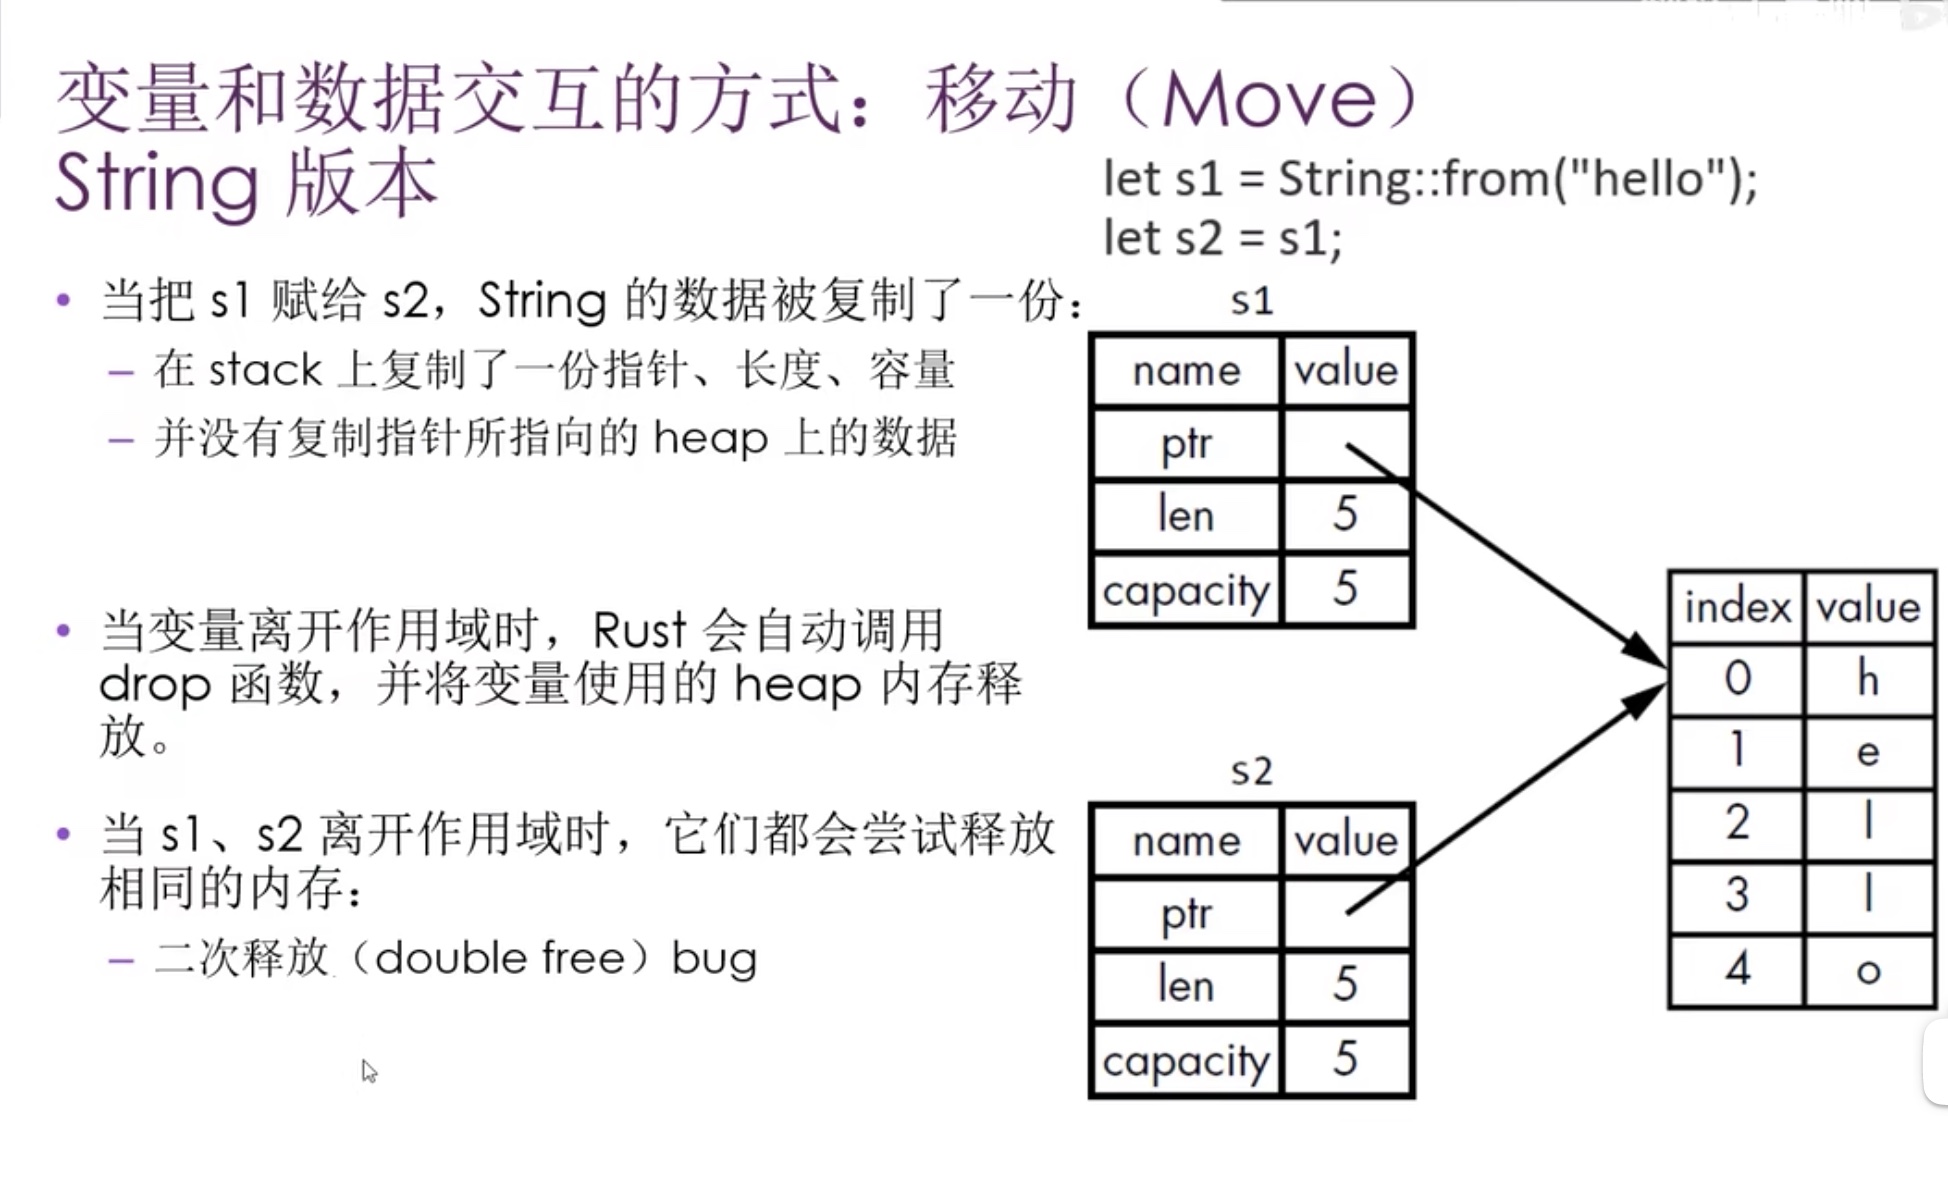 变量和数据交互的方式：移动（Move）
String 版本
let s1 = String::from("hello");
let s2 = s1;
• 当把 s1 赋给 s2，String 的数据被复制了一份：
– 在 stack 上复制了一份指针、长度、容量
– 并没有复制指针所指向的 heap 上的数据
• 当变量离开作用域时，Rust 会自动调用
drop 函数，并将变量使用的 heap 内存释
放。
• 当 s1、s2 离开作用域时，它们都会尝试释放
相同的内存：
– 二次释放（double free）bug
s1
name value
ptr
len 5
capacity 5
s2
name value
ptr
len 5
capacity 5
index value
0 h
1 e
2 l
3 l
4 o